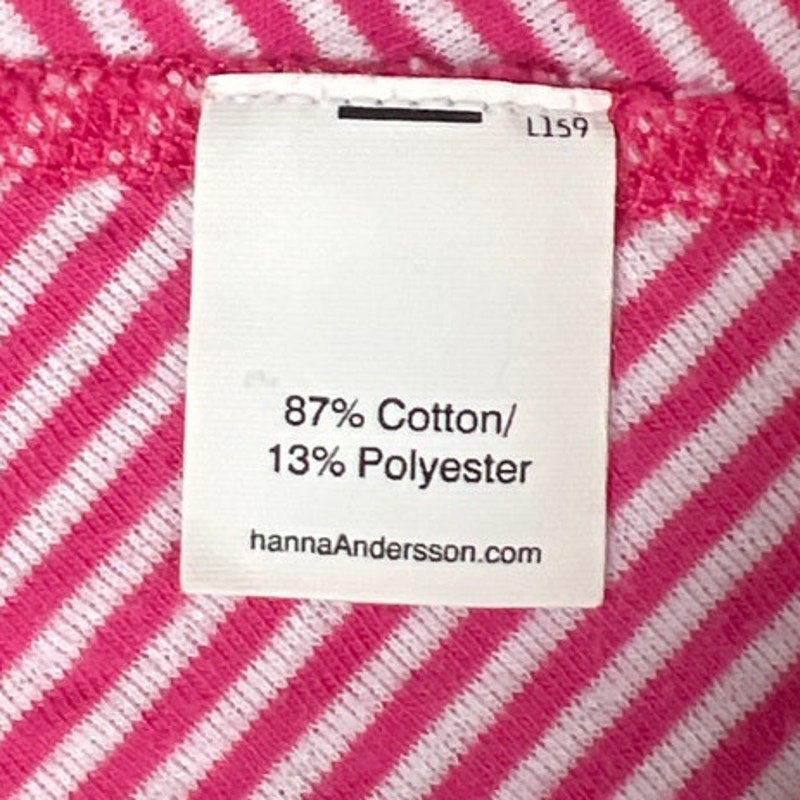 L159
87% Cotton/
13% Polyester
hannaAndersson.com